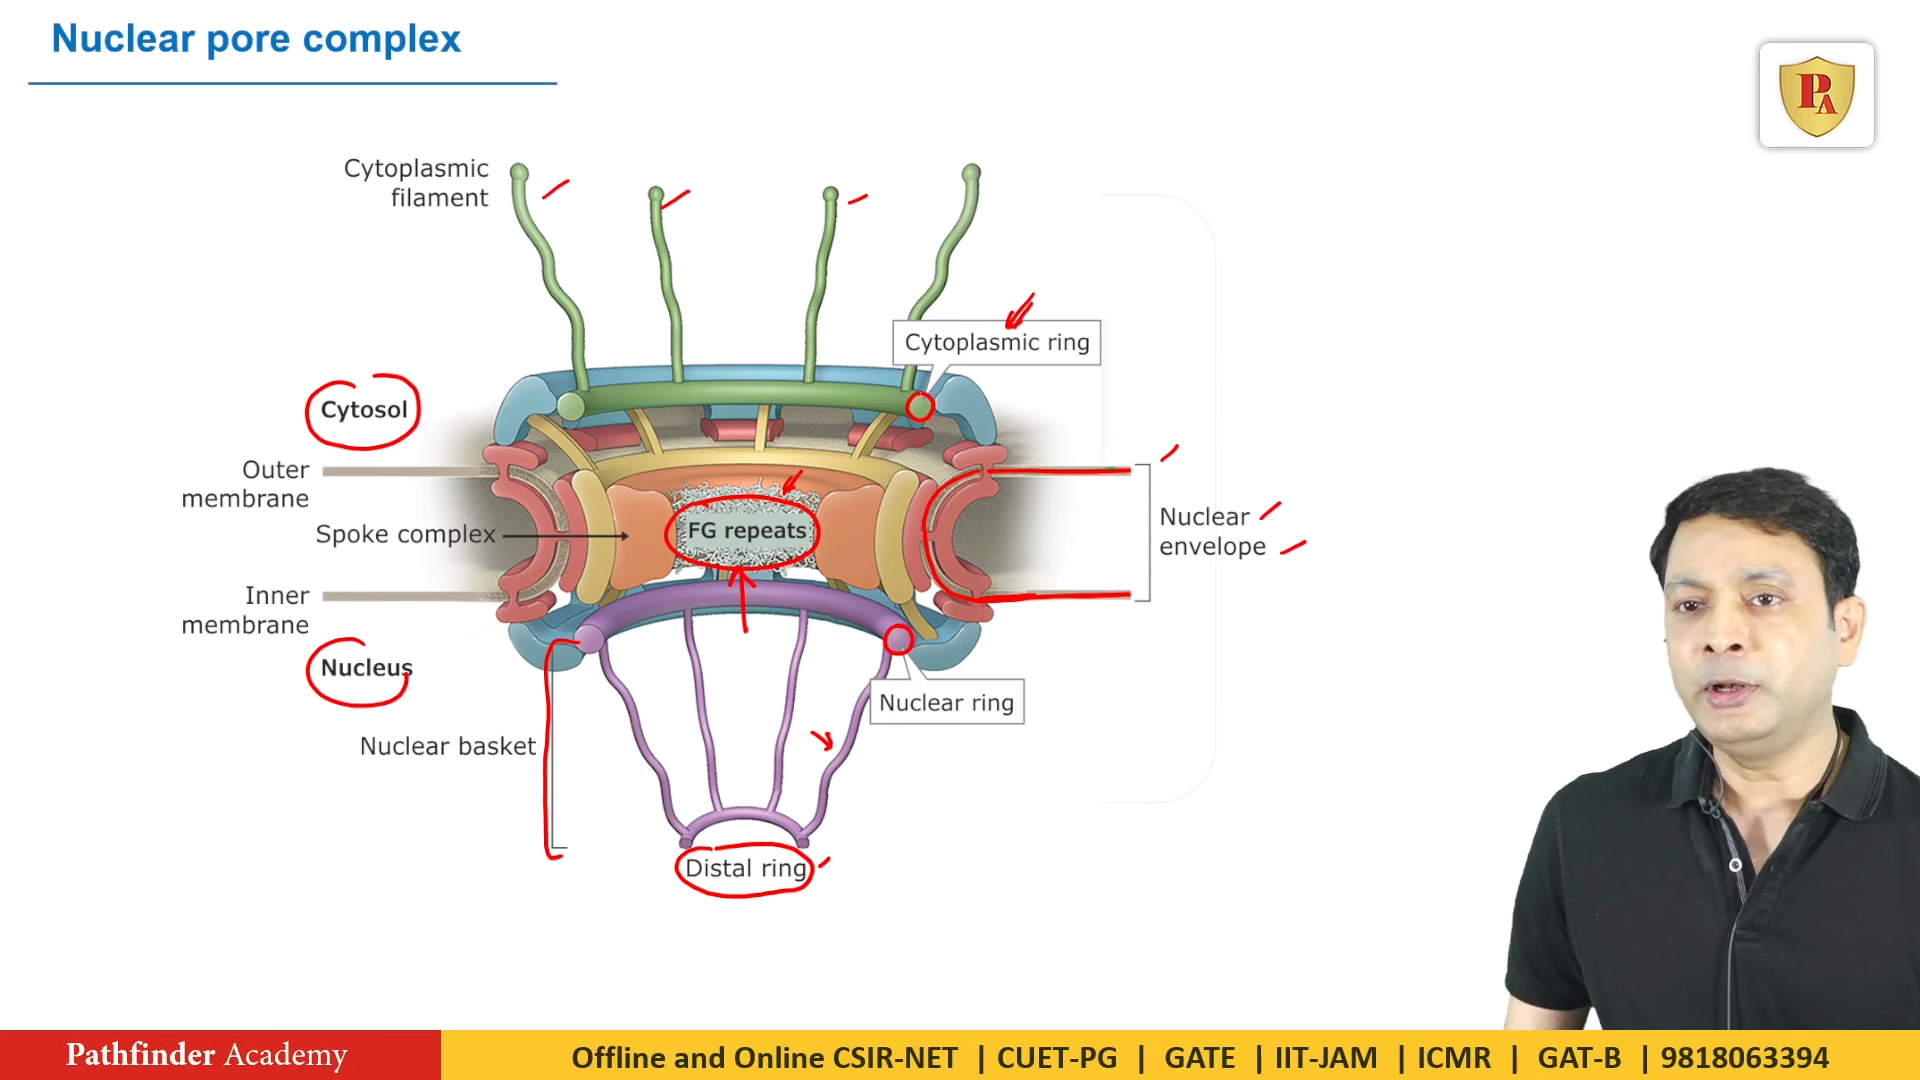 Nuclear pore complex
PA
Cytoplasmic
filament
Cytoplasmic ring
Cytosol
Outer
membrane
Spoke complex
FG repeats
Nuclear
envelope
Inner
membrane
Nucleus
Nuclear ring
Nuclear basket
Distal ring
Pathfinder Academy
Offline and Online CSIR-NET | CUET-PG | GATE | IIT-JAM | ICMR | GAT-B | 9818063394